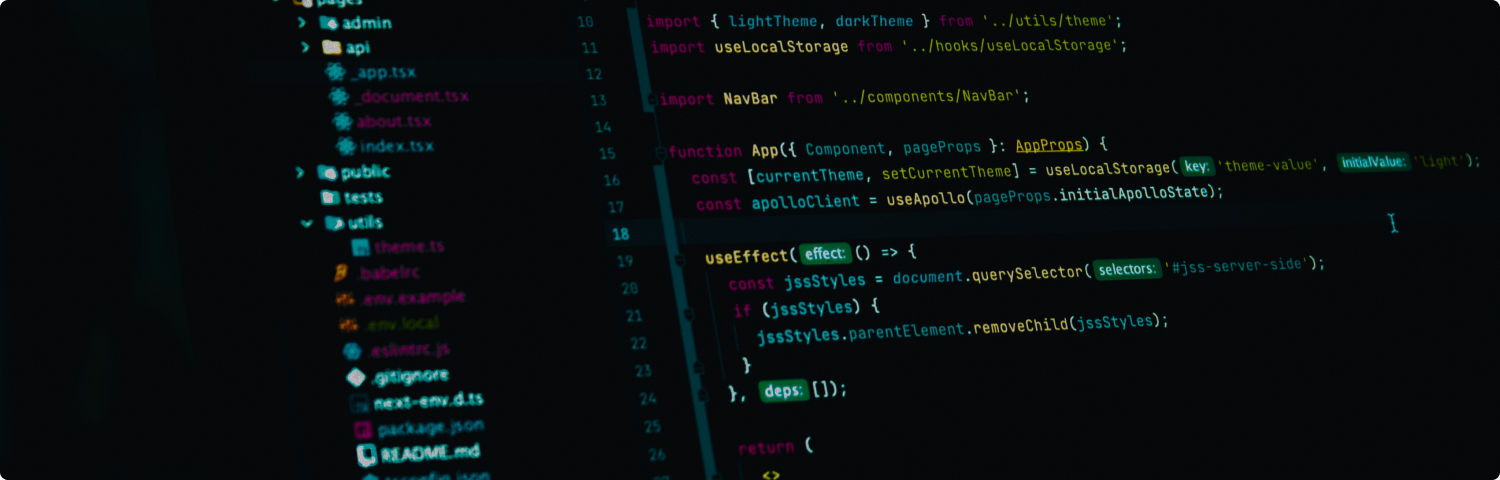 pages
admin
api
_app.tsx
_document.tsx
about.tsx
index.tsx
public
tests
utils
theme.ts
.babelrc
.env.example
.env.local
.eslintrc.js
.gitignore
next-env.d.ts
package.json
README.md
tsconfig.json
10 import { lightTheme, darkTheme } from '../utils/theme';
11 import useLocalStorage from '../hooks/useLocalStorage';
12
13 import NavBar from '../components/NavBar';
14
15 function App({ Component, pageProps }: AppProps) {
16 const [currentTheme, setCurrentTheme] = useLocalStorage( key: 'theme-value', initialValue: 'light');
17 const apolloClient = useApollo(pageProps.initialApolloState);
18
19 useEffect( effect: () => {
20 const jssStyles = document.querySelector( selectors: '#jss-server-side');
21 if (jssStyles) {
22 jssStyles.parentElement.removeChild(jssStyles);
23 }
24 }, deps: []);
25
26 return (
<>